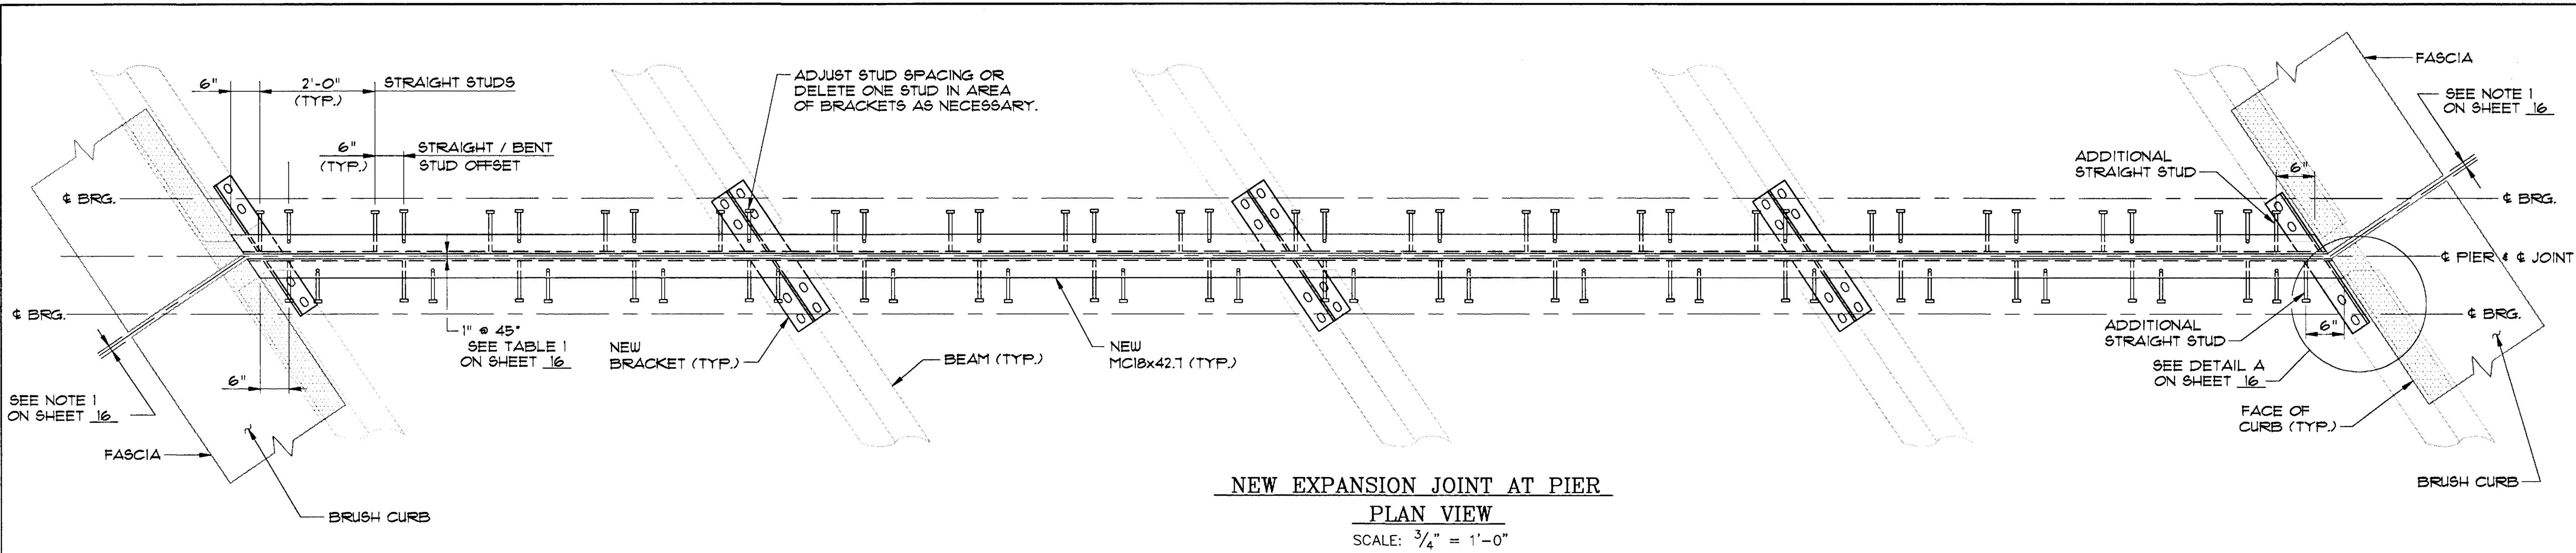 6"
2'-0"
(TYP.)
STRAIGHT STUDS
6"
(TYP.)
STRAIGHT / BENT
STUD OFFSET
ADJUST STUD SPACING OR
DELETE ONE STUD IN AREA
OF BRACKETS AS NECESSARY.
FASCIA
SEE NOTE 1
ON SHEET 16
ADDITIONAL
STRAIGHT STUD
6"
℄ BRG.
℄ BRG.
℄ PIER & ℄ JOINT
℄ BRG.
℄ BRG.
1" @ 45°
SEE TABLE 1
ON SHEET 16
NEW
BRACKET (TYP.)
BEAM (TYP.)
NEW
MC18x42.7 (TYP.)
ADDITIONAL
STRAIGHT STUD
6"
SEE DETAIL A
ON SHEET 16
6"
SEE NOTE 1
ON SHEET 16
FASCIA
BRUSH CURB
FACE OF
CURB (TYP.)
BRUSH CURB
NEW EXPANSION JOINT AT PIER
PLAN VIEW
SCALE: 3/4" = 1'-0"